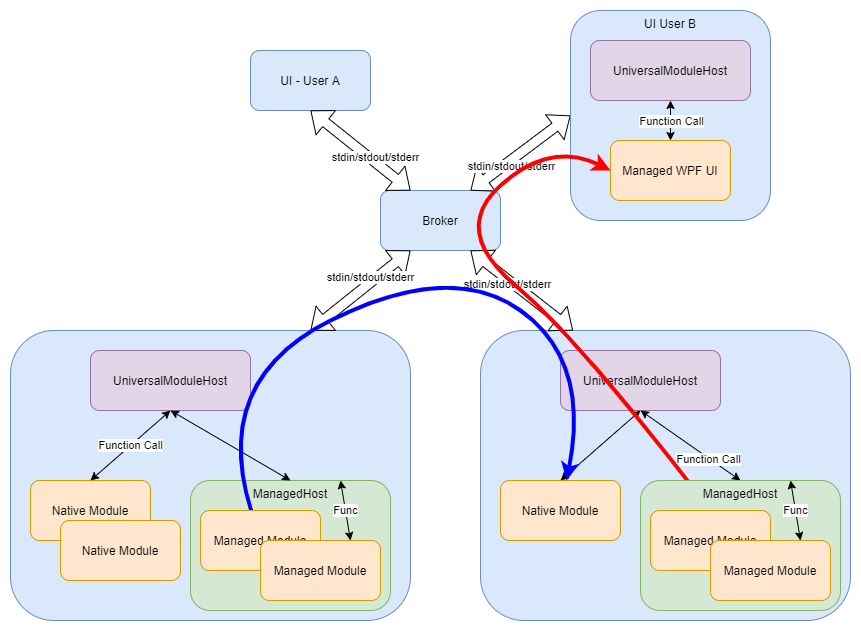 UI User B
UniversalModuleHost
UI - User A
Function Call
stdin/stdout/stderr
stdin/stdout/stderr
Managed WPF UI
Broker
stdin/stdout/stderr
stdin/stdout/stderr
UniversalModuleHost
UniversalModuleHost
Function Call
Function Call
ManagedHost
ManagedHost
Native Module
Func
Native Module
Func
Managed Module
Managed Module
Native Module
Managed Module
Managed Module